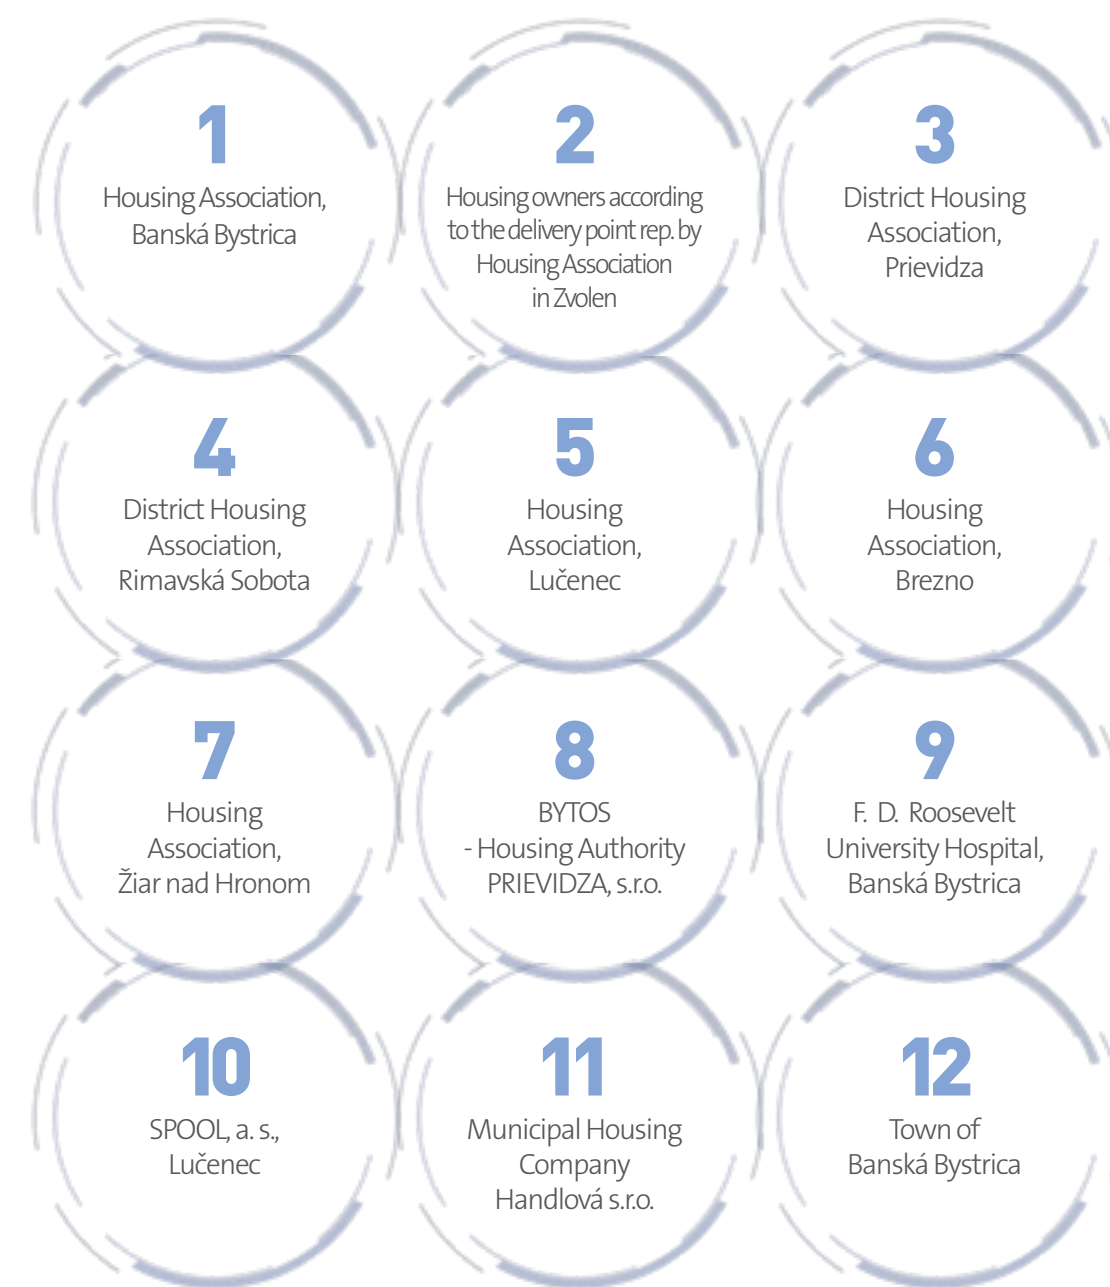 1
Housing Association,
Banská Bystrica
2
Housing owners according
to the delivery point rep. by
Housing Association
in Zvolen
3
District Housing
Association,
Prievidza
4
District Housing
Association,
Rimavská Sobota
5
Housing
Association,
Lučenec
6
Housing
Association,
Brezno
7
Housing
Association,
Žiar nad Hronom
8
BYTOS
- Housing Authority
PRIEVIDZA, s.r.o.
9
F. D. Roosevelt
University Hospital,
Banská Bystrica
10
SPOOL, a. s.,
Lučenec
11
Municipal Housing
Company
Handlová s.r.o.
12
Town of
Banská Bystrica